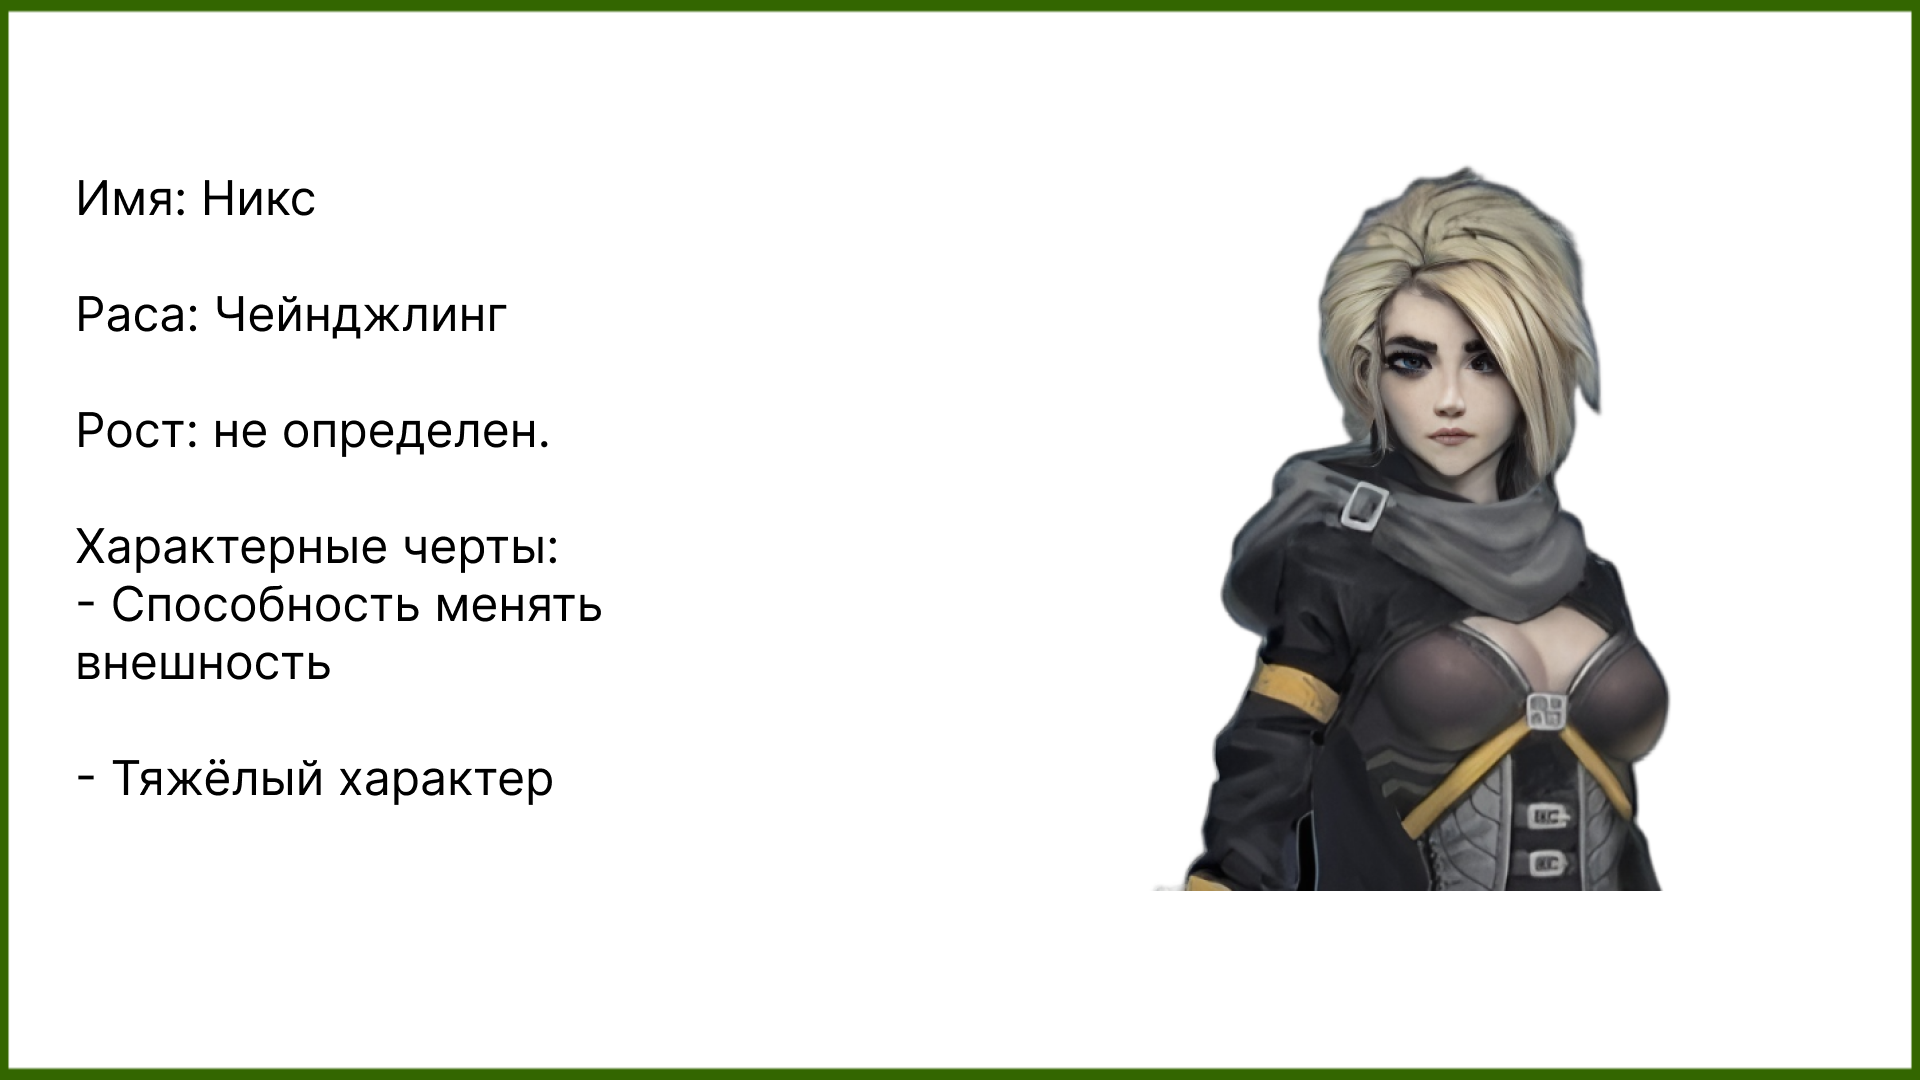 Имя: Никс
Раса: Чейнджлинг
Рост: не определен.
Характерные черты:
- Способность менять
внешность
- Тяжёлый характер